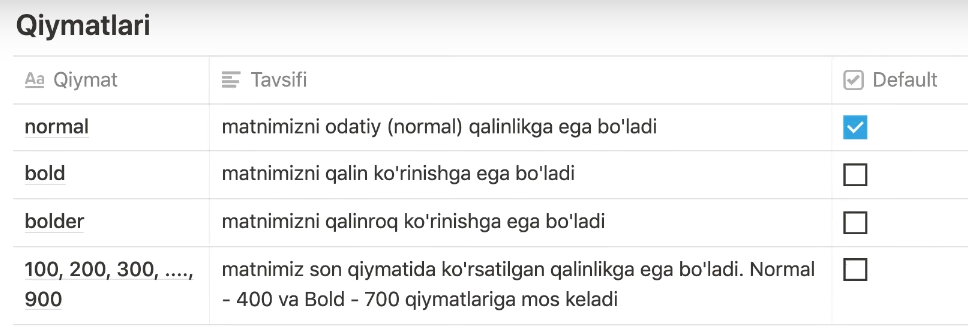 Qiymatlari
Aa Qiymat Tavsifi Default
normal matnimizni odatiy (normal) qalinlikga ega bo'ladi
bold matnimizni qalin ko'rinishga ega bo'ladi
bolder matnimizni qalinroq ko'rinishga ega bo'ladi
100, 200, 300, ....,
900
matnimiz son qiymatida ko'rsatilgan qalinlikga ega bo'ladi. Normal
- 400 va Bold - 700 qiymatlariga mos keladi